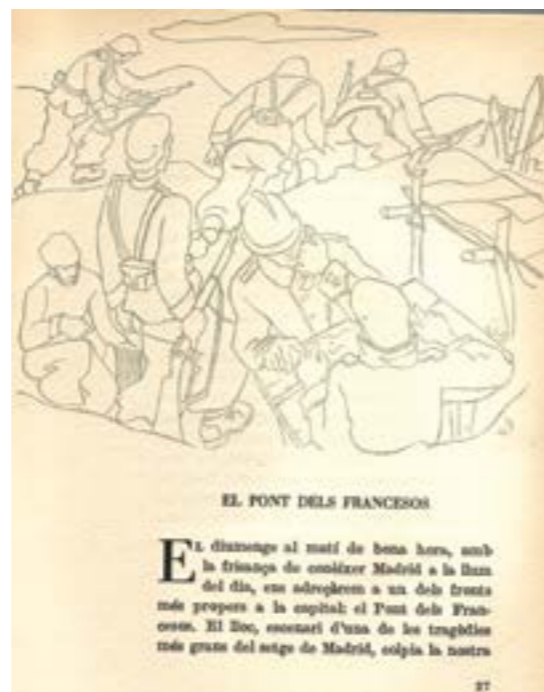 EL PONT DELS FRANCESOS
EL diumenge al matí de bona hora, amb
la frisança de conèixer Madrid a la llum
del dia, ens adrecàrem a un dels fronts
més propers a la capital: el Pont dels Fran-
cesos. El lloc, escenari d'una de les tragèdies
més grans del setge de Madrid, colpia la nostra
27